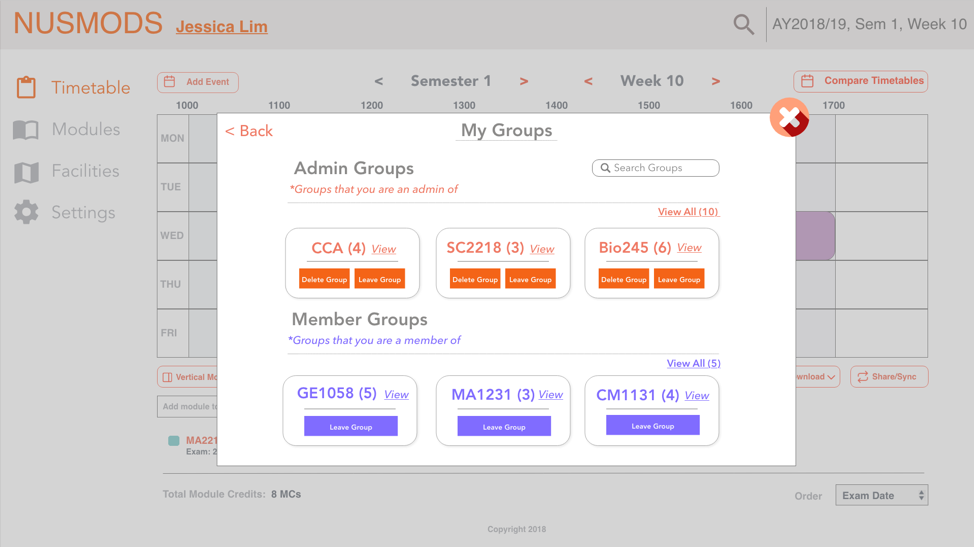 NUSMODS Jessica Lim
AY2018/19, Sem 1, Week 10
Timetable
Modules
Facilities
Settings
Add Event
< Semester 1 >
< Week 10 >
Compare Timetables
1000 1100 1200 1300 1400 1500 1600 1700
MON
TUE
WED
THU
FRI
< Back
My Groups
Admin Groups
Search Groups
*Groups that you are an admin of
View All (10)
CCA (4) View
Delete Group Leave Group
SC2218 (3) View
Delete Group Leave Group
Bio245 (6) View
Delete Group Leave Group
Member Groups
*Groups that you are a member of
View All (5)
GE1058 (5) View
Leave Group
MA1231 (3) View
Leave Group
CM1131 (4) View
Leave Group
Vertical Mo
wnload
Share/Sync
Add module to
MA221
Exam: 2
Total Module Credits: 8 MCs
Order
Exam Date
Copyright 2018